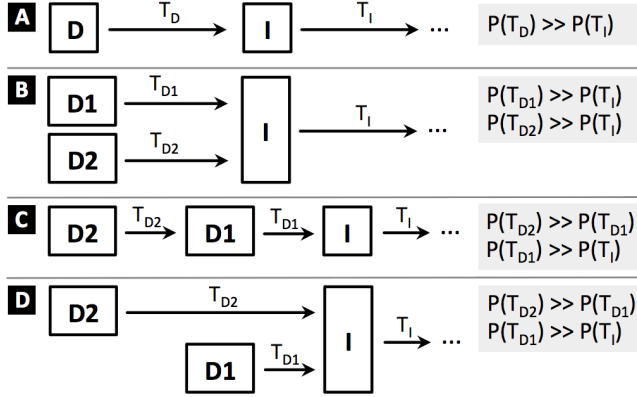 A
D T_D I T_I ... P(T_D) >> P(T_I)
B
D1 T_D1 P(T_D1) >> P(T_I)
I T_I ...
D2 T_D2 P(T_D2) >> P(T_I)
C
D2 T_D2 D1 T_D1 I T_I ... P(T_D2) >> P(T_D1)
P(T_D1) >> P(T_I)
D
D2 T_D2 P(T_D2) >> P(T_D1)
I T_I ... P(T_D1) >> P(T_I)
D1 T_D1